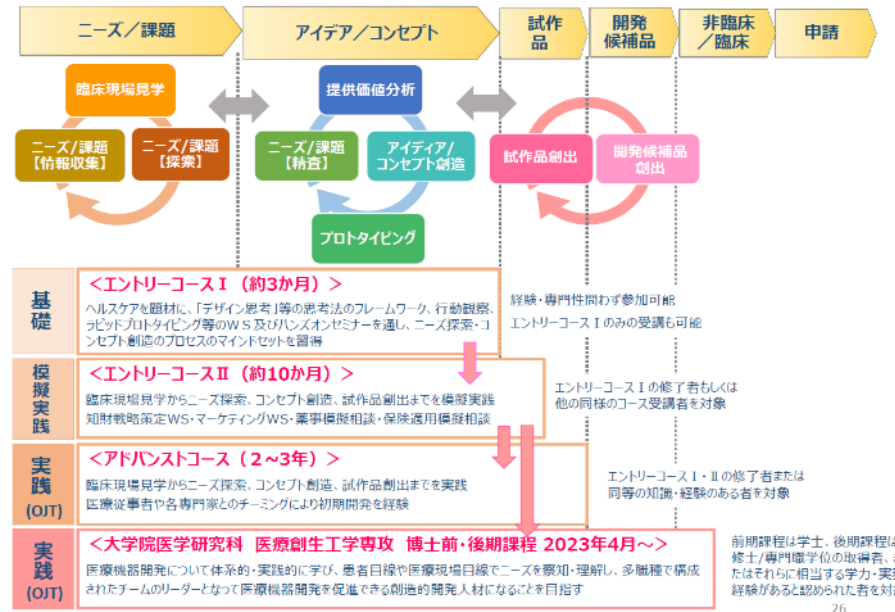 ニーズ／課題
アイデア／コンセプト
試作
品
開発
候補品
非臨床
／臨床
申請
臨床現場見学
ニーズ/課題
【情報収集】
ニーズ/課題
【探索】
提供価値分析
ニーズ/課題
【精査】
アイディア/
コンセプト創造
プロトタイピング
試作品創出
開発候補品
創出
基礎
＜エントリーコースⅠ（約3か月）＞
ヘルスケアを題材に、「デザイン思考」等の思考法のフレームワーク、行動観察、
ラピッドプロトタイピング等のＷＳ及びハンズオンセミナーを通し、ニーズ探索・コ
ンセプト創造のプロセスのマインドセットを習得
経験・専門性問わず参加可能
エントリーコースⅠのみの受講も可能
模擬実践
＜エントリーコースⅡ（約10か月）＞
臨床現場見学からニーズ探索、コンセプト創造、試作品創出までを模擬実践
知財戦略策定WS・マーケティングWS・薬事模擬相談・保険適用模擬相談
エントリーコースⅠの修了者もしくは
他の同様のコース受講者を対象
実践
(OJT)
＜アドバンストコース（２～３年）＞
臨床現場見学からニーズ探索、コンセプト創造、試作品創出までを実践
医療従事者や各専門家とのチーミングにより初期開発を経験
エントリーコースⅠ・Ⅱの修了者または
同等の知識・経験のある者を対象
実践
(OJT)
＜大学院医学研究科 医療創生工学専攻 博士前・後期課程 2023年4月～＞
医療機器開発について体系的・実践的に学び、患者目線や医療現場目線でニーズを察知・理解し、多職種で構成
されたチームのリーダーとなって医療機器開発を促進できる創造的開発人材になることを目指す
前期課程は学士、後期課程は
修士/専門職学位の取得者、
たはそれらに相当する学力・実
経験があると認められた者を対
26